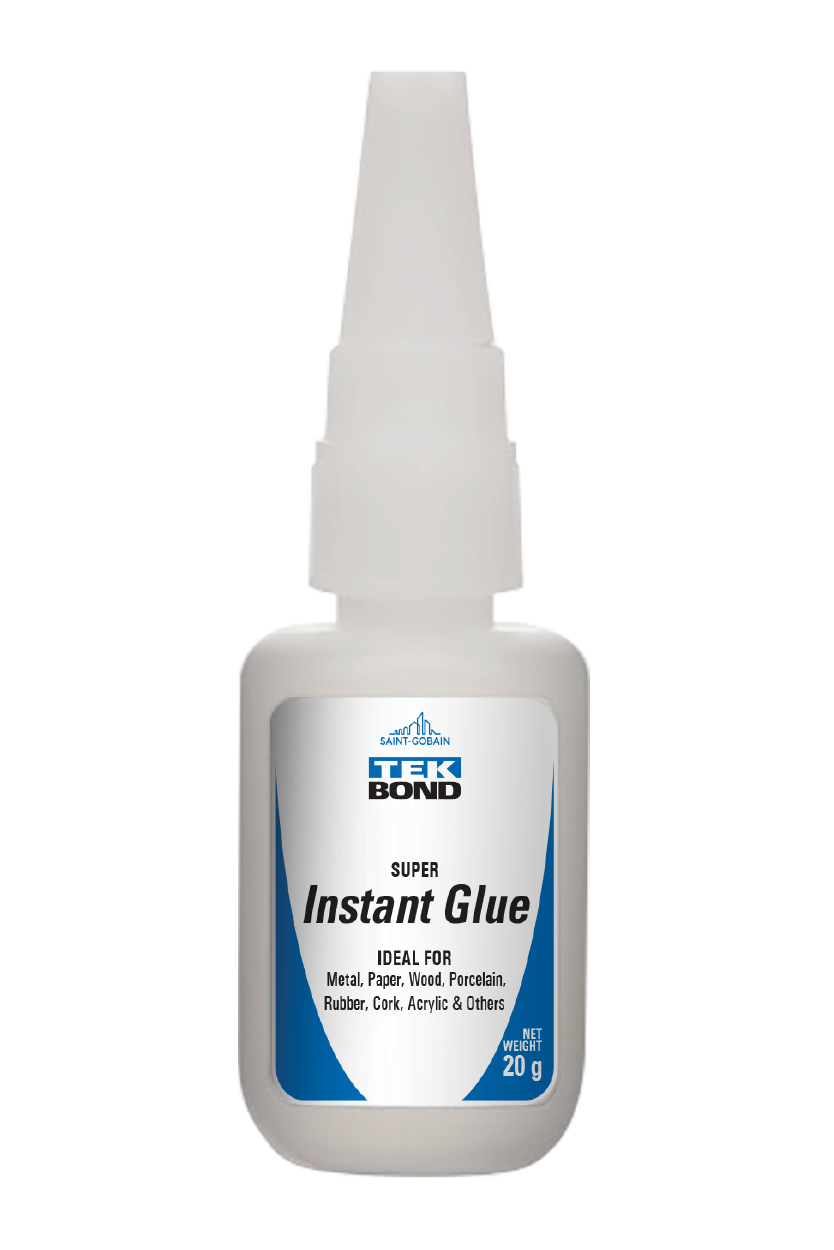 SAINT-GOBAIN
TEK
BOND
SUPER
Instant Glue
IDEAL FOR
Metal, Paper, Wood, Porcelain,
Rubber, Cork, Acrylic & Others
NET
WEIGHT
20 g